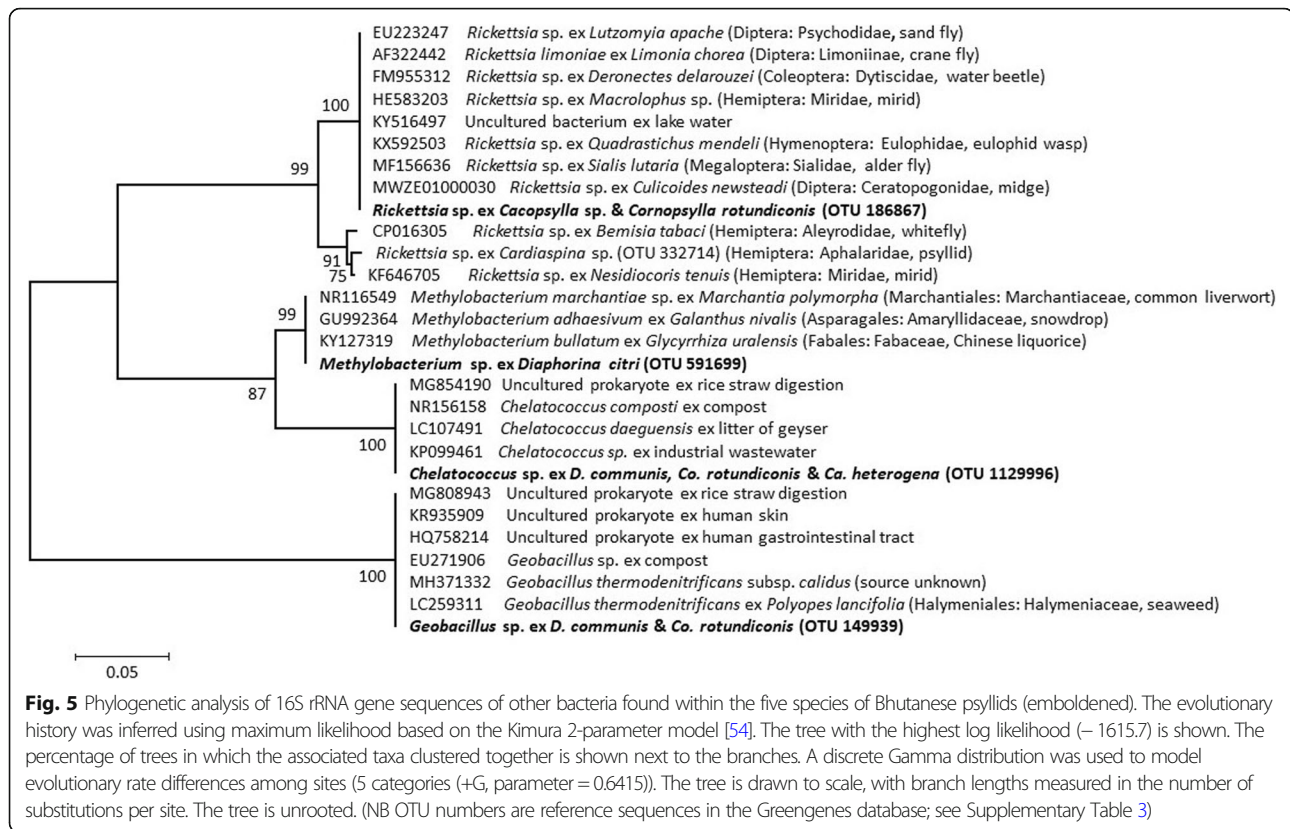 EU223247 Rickettsia sp. ex Lutzomyia apache (Diptera: Psychodidae, sand fly)
AF322442 Rickettsia limoniae ex Limonia chorea (Diptera: Limoniinae, crane fly)
FM955312 Rickettsia sp. ex Deronectes delarouzei (Coleoptera: Dytiscidae, water beetle)
HE583203 Rickettsia sp. ex Macrolophus sp. (Hemiptera: Miridae, mirid)
100
KY516497 Uncultured bacterium ex lake water
KX592503 Rickettsia sp. ex Quadrastichus mendeli (Hymenoptera: Eulophidae, eulophid wasp)
99
MF156636 Rickettsia sp. ex Sialis lutaria (Megaloptera: Sialidae, alder fly)
MWZE01000030 Rickettsia sp. ex Culicoides newsteadi (Diptera: Ceratopogonidae, midge)
Rickettsia sp. ex Cacopsylla sp. & Cornopsylla rotundiconis (OTU 186867)
CP016305 Rickettsia sp. ex Bemisia tabaci (Hemiptera: Aleyrodidae, whitefly)
Rickettsia sp. ex Cardiaspina sp. (OTU 332714) (Hemiptera: Aphalaridae, psyllid)
91
75
KF646705 Rickettsia sp. ex Nesidiocoris tenuis (Hemiptera: Miridae, mirid)
NR116549 Methylobacterium marchantiae sp. ex Marchantia polymorpha (Marchantiales: Marchantiaceae, common liverwort)
99
GU992364 Methylobacterium adhaesivum ex Galanthus nivalis (Asparagales: Amaryllidaceae, snowdrop)
KY127319 Methylobacterium bullatum ex Glycyrrhiza uralensis (Fabales: Fabaceae, Chinese liquorice)
Methylobacterium sp. ex Diaphorina citri (OTU 591699)
87
MG854190 Uncultured prokaryote ex rice straw digestion
NR156158 Chelatococcus composti ex compost
LC107491 Chelatococcus daeguensis ex litter of geyser
100
KP099461 Chelatococcus sp. ex industrial wastewater
Chelatococcus sp. ex D. communis, Co. rotundiconis & Ca. heterogena (OTU 1129996)
MG808943 Uncultured prokaryote ex rice straw digestion
KR935909 Uncultured prokaryote ex human skin
HQ758214 Uncultured prokaryote ex human gastrointestinal tract
EU271906 Geobacillus sp. ex compost
100
MH371332 Geobacillus thermodenitrificans subsp. calidus (source unknown)
LC259311 Geobacillus thermodenitrificans ex Polyopes lancifolia (Halymeniales: Halymeniaceae, seaweed)
Geobacillus sp. ex D. communis & Co. rotundiconis (OTU 149939)
0.05
Fig. 5 Phylogenetic analysis of 16S rRNA gene sequences of other bacteria found within the five species of Bhutanese psyllids (emboldened). The evolutionary
history was inferred using maximum likelihood based on the Kimura 2-parameter model [54]. The tree with the highest log likelihood (− 1615.7) is shown. The
percentage of trees in which the associated taxa clustered together is shown next to the branches. A discrete Gamma distribution was used to model
evolutionary rate differences among sites (5 categories (+G, parameter = 0.6415)). The tree is drawn to scale, with branch lengths measured in the number of
substitutions per site. The tree is unrooted. (NB OTU numbers are reference sequences in the Greengenes database; see Supplementary Table 3)